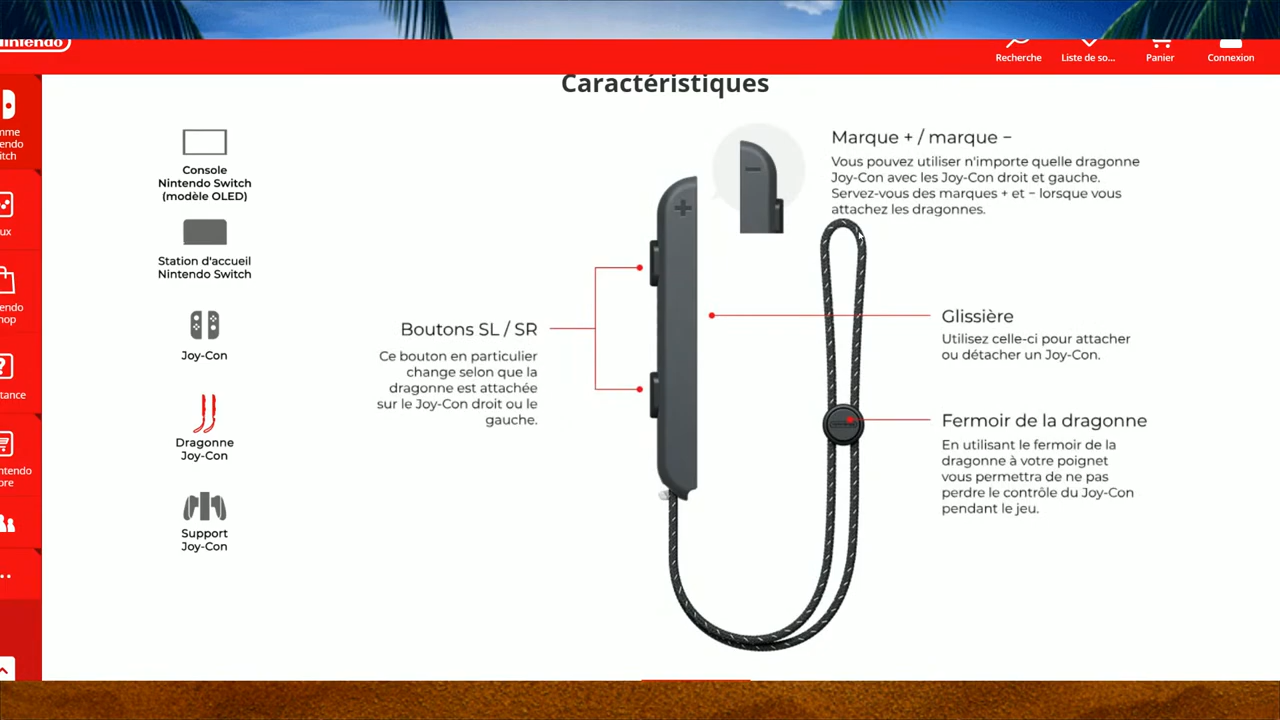 Nintendo
Recherche
Liste de so...
Panier
Connexion
Caractéristiques
Console
Nintendo Switch
(modèle OLED)
Station d'accueil
Nintendo Switch
Joy-Con
Dragonne
Joy-Con
Support
Joy-Con
Marque + / marque −
Vous pouvez utiliser n'importe quelle dragonne
Joy-Con avec les Joy-Con droit et gauche.
Servez-vous des marques + et − lorsque vous
attachez les dragonnes.
Boutons SL / SR
Ce bouton en particulier
change selon que la
dragonne est attachée
sur le Joy-Con droit ou le
gauche.
Glissière
Utilisez celle-ci pour attacher
ou détacher un Joy-Con.
Fermoir de la dragonne
En utilisant le fermoir de la
dragonne à votre poignet
vous permettra de ne pas
perdre le contrôle du Joy-Con
pendant le jeu.